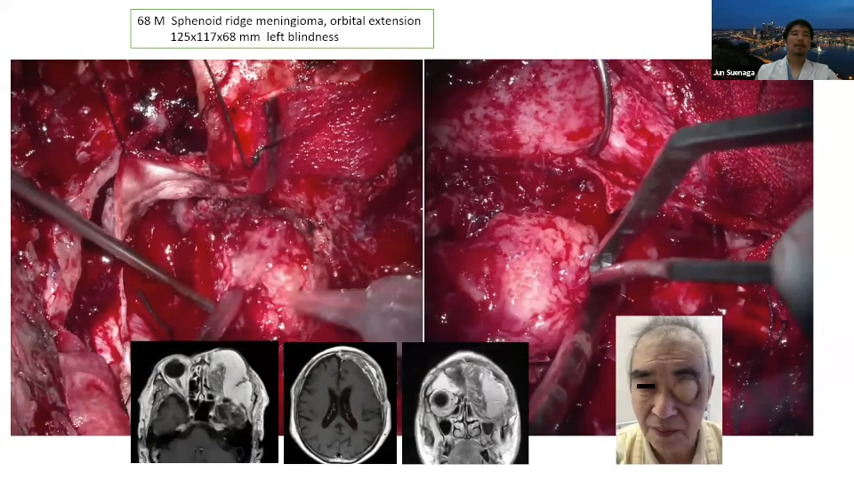 68 M Sphenoid ridge meningioma, orbital extension
125x117x68 mm left blindness
Jun Suenaga